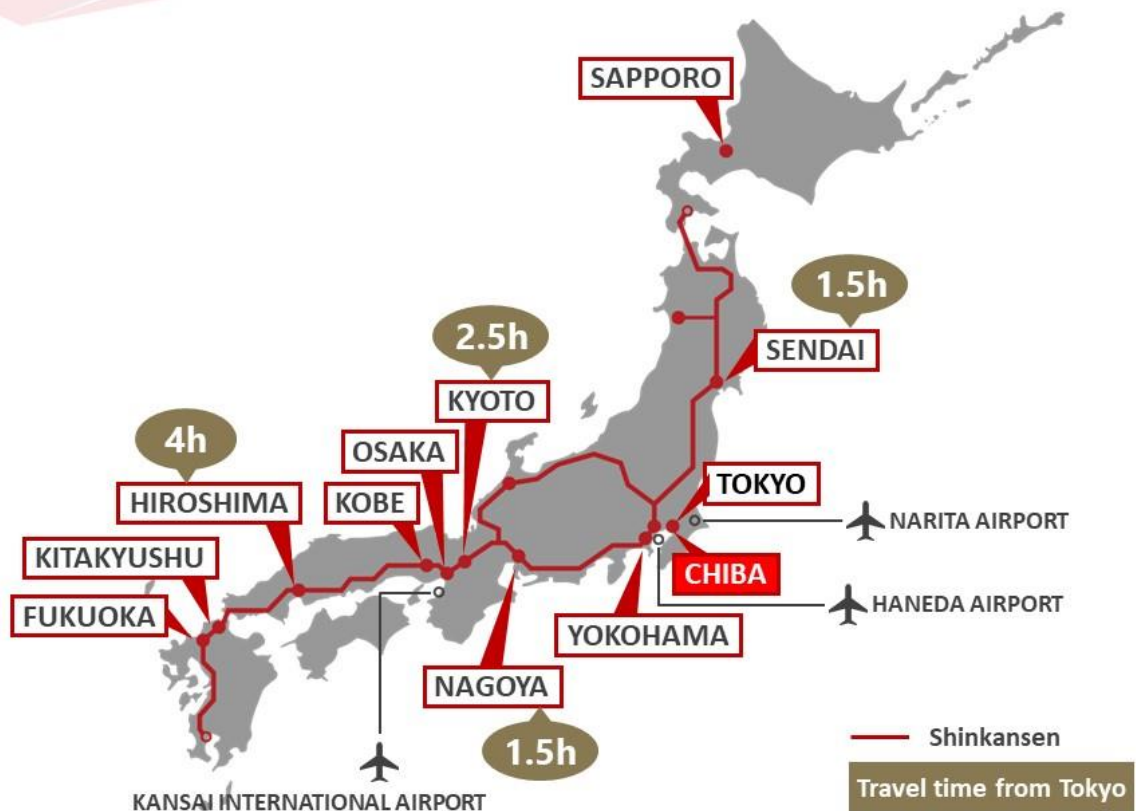 SAPPORO
1.5h
SENDAI
2.5h
KYOTO
4h
OSAKA
HIROSHIMA
KOBE
TOKYO
NARITA AIRPORT
KITAKYUSHU
CHIBA
FUKUOKA
HANEDA AIRPORT
YOKOHAMA
NAGOYA
1.5h
Shinkansen
Travel time from Tokyo
KANSAI INTERNATIONAL AIRPORT